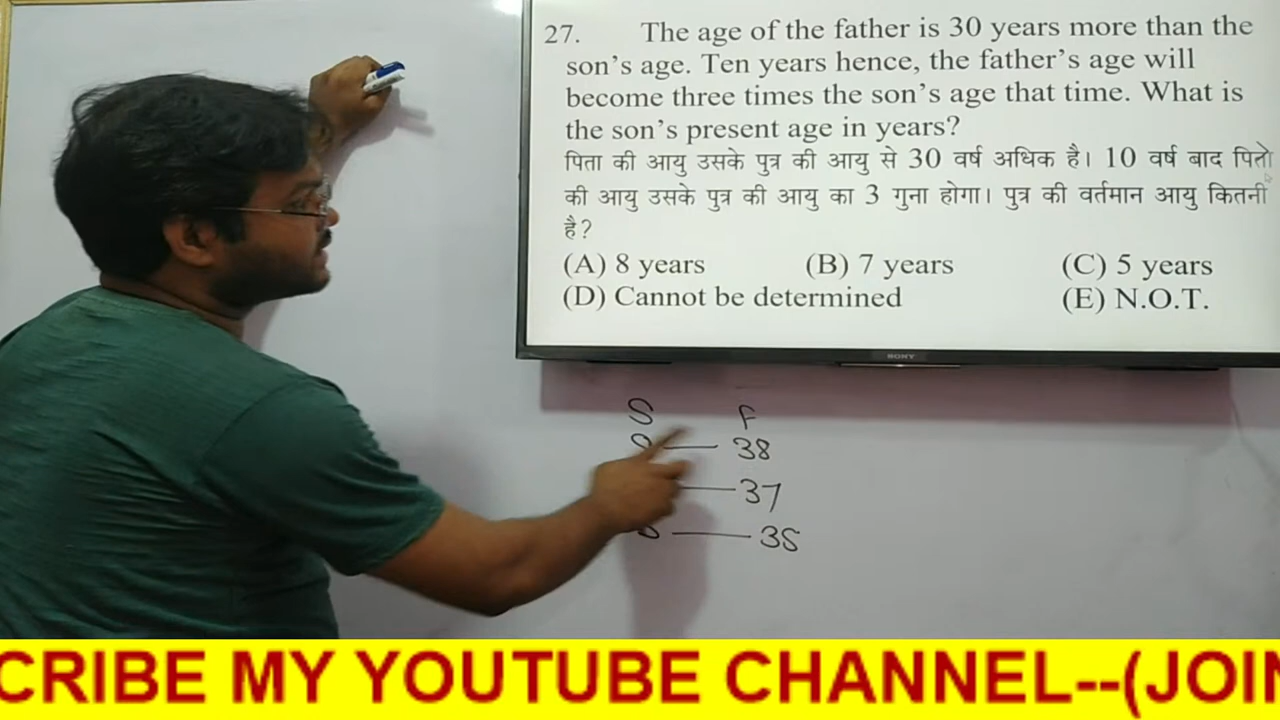 27. The age of the father is 30 years more than the
son's age. Ten years hence, the father's age will
become three times the son's age that time. What is
the son's present age in years?
पिता की आयु उसके पुत्र की आयु से 30 वर्ष अधिक है। 10 वर्ष बाद पिता
की आयु उसके पुत्र की आयु का 3 गुना होगा। पुत्र की वर्तमान आयु कितनी
है?
(A) 8 years (B) 7 years (C) 5 years
(D) Cannot be determined (E) N.O.T.
SONY
S F
— 38
— 37
— 35
CRIBE MY YOUTUBE CHANNEL--(JOIN